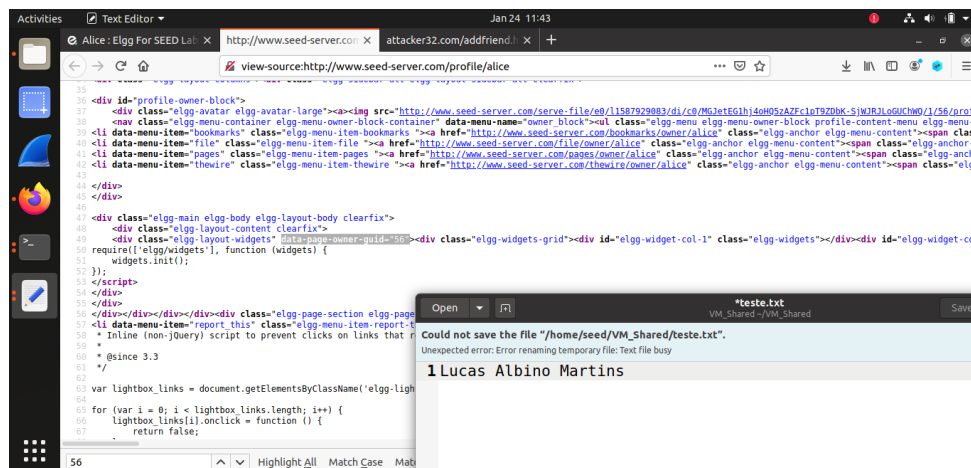 Activities
Text Editor
Jan 24 11:43
Alice : Elgg For SEED Lab
http://www.seed-server.con
attacker32.com/addfriend.h
view-source:http://www.seed-server.com/profile/alice
35
36 <div id="profile-owner-block">
37 <div class="elgg-avatar elgg-avatar-large"><a><img src="http://www.seed-server.com/serve-file/e0/l1587929083/di/c0/MGJetEG1hj4oHQ5zAZFc1pT9ZDbK-SjWJRJLoGUChWQ/1/56/prof
38 <nav class="elgg-menu-container elgg-menu-owner-block-container" data-menu-name="owner_block"><ul class="elgg-menu elgg-menu-owner-block profile-content-menu elgg-menu-
39 <li data-menu-item="bookmarks" class="elgg-menu-item-bookmarks "><a href="http://www.seed-server.com/bookmarks/owner/alice" class="elgg-anchor elgg-menu-content"><span clas
40 <li data-menu-item="file" class="elgg-menu-item-file "><a href="http://www.seed-server.com/file/owner/alice" class="elgg-anchor elgg-menu-content"><span class="elgg-anchor-
41 <li data-menu-item="pages" class="elgg-menu-item-pages "><a href="http://www.seed-server.com/pages/owner/alice" class="elgg-anchor elgg-menu-content"><span class="elgg-anch
42 <li data-menu-item="thewire" class="elgg-menu-item-thewire "><a href="http://www.seed-server.com/thewire/owner/alice" class="elgg-anchor elgg-menu-content"><span class="elg
43
44 </div>
45 </div>
46
47 <div class="elgg-main elgg-body elgg-layout-body clearfix">
48 <div class="elgg-layout-content clearfix">
49 <div class="elgg-layout-widgets" data-page-owner-guid="56"><div class="elgg-widgets-grid"><div id="elgg-widget-col-1" class="elgg-widgets"></div><div id="elgg-widget-co
50 require(['elgg/widgets'], function (widgets) {
51 widgets.init();
52 });
53 </script>
54 </div>
55 </div>
56 </div></div></div></div><div class="elgg-page-section elgg-page
57 <li data-menu-item="report_this" class="elgg-menu-item-report-t
58 * Inline (non-jQuery) script to prevent clicks on links that r
59 *
60 * @since 3.3
61 */
62
63 var lightbox_links = document.getElementsByClassName('elgg-ligh
64
65 for (var i = 0; i < lightbox_links.length; i++) {
66 lightbox_links[i].onclick = function () {
67 return false;
56
Highlight All
Match Case
Mat
Open
*teste.txt
VM_Shared ~/VM_Shared
Save
Could not save the file “/home/seed/VM_Shared/teste.txt”.
Unexpected error: Error renaming temporary file: Text file busy
1 Lucas Albino Martins